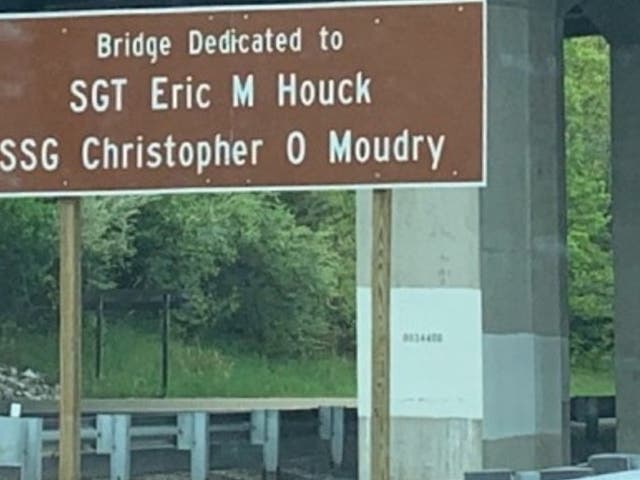 Bridge Dedicated to
SGT Eric M Houck
SSG Christopher O Moudry